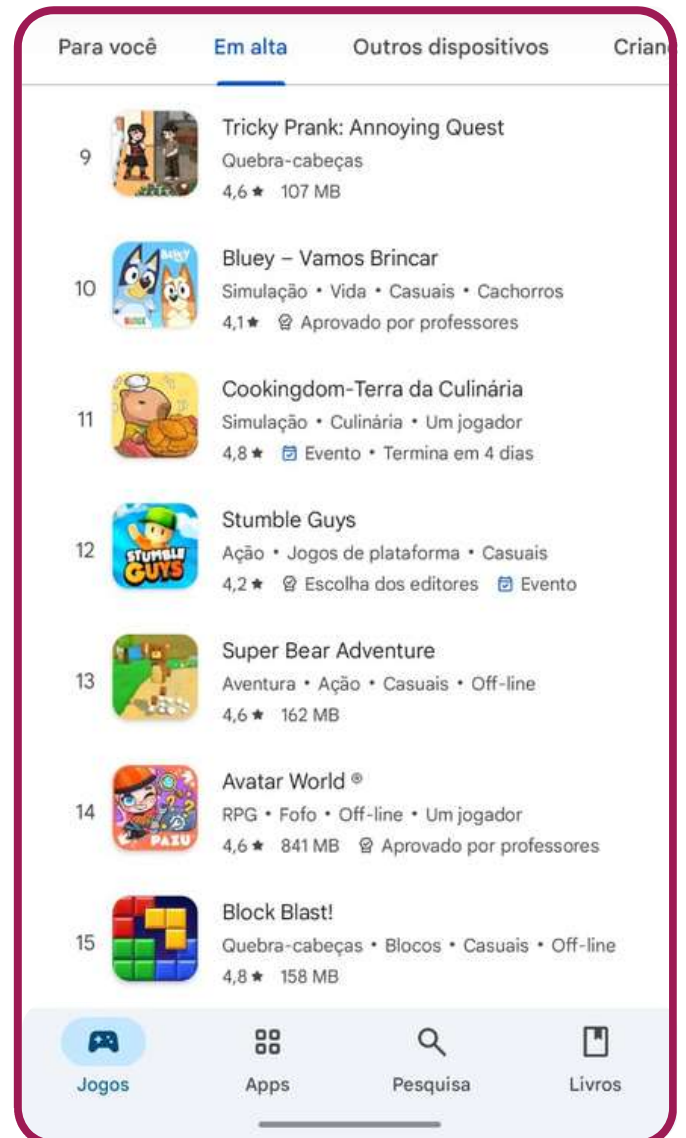 Para você Em alta Outros dispositivos Crian
9
Tricky Prank: Annoying Quest
Quebra-cabeças
4,6★ 107 MB
10
BLUEY
Bluey – Vamos Brincar
Simulação • Vida • Casuais • Cachorros
4,1★ Aprovado por professores
11
Cookingdom-Terra da Culinária
Simulação • Culinária • Um jogador
4,8★ Evento • Termina em 4 dias
12
STUMBLE
GUYS
Stumble Guys
Ação • Jogos de plataforma • Casuais
4,2★ Escolha dos editores Evento
13
Super Bear Adventure
Aventura • Ação • Casuais • Off-line
4,6★ 162 MB
14
PAZU
Avatar World ®
RPG • Fofo • Off-line • Um jogador
4,6★ 841 MB Aprovado por professores
15
Block Blast!
Quebra-cabeças • Blocos • Casuais • Off-line
4,8★ 158 MB
Jogos Apps Pesquisa Livros